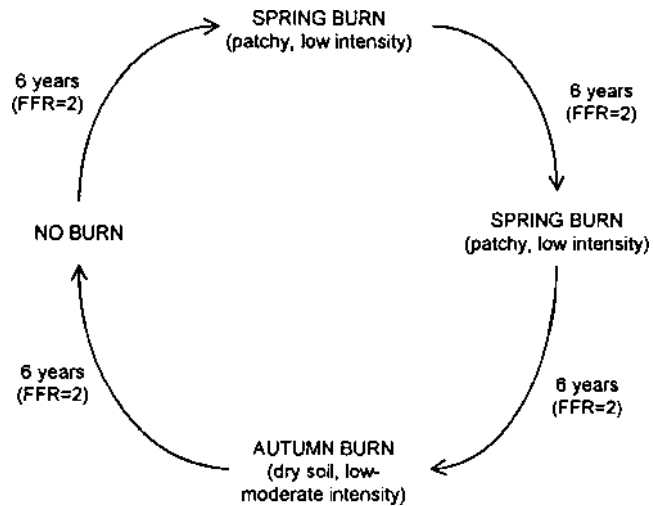 SPRING BURN
(patchy, low intensity)
6 years
(FFR=2)
6 years
(FFR=2)
NO BURN
SPRING BURN
(patchy, low intensity)
6 years
(FFR=2)
6 years
(FFR=2)
AUTUMN BURN
(dry soil, low-
moderate intensity)